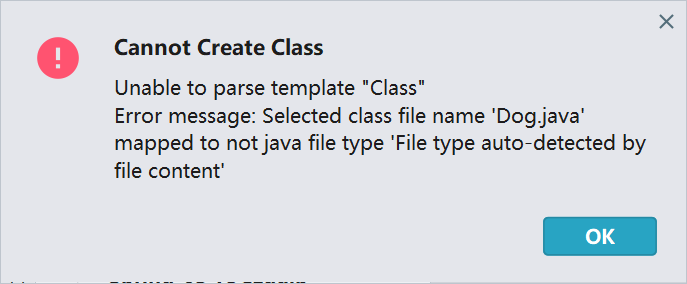 Cannot Create Class
Unable to parse template "Class"
Error message: Selected class file name 'Dog.java'
mapped to not java file type 'File type auto-detected by
file content'
OK